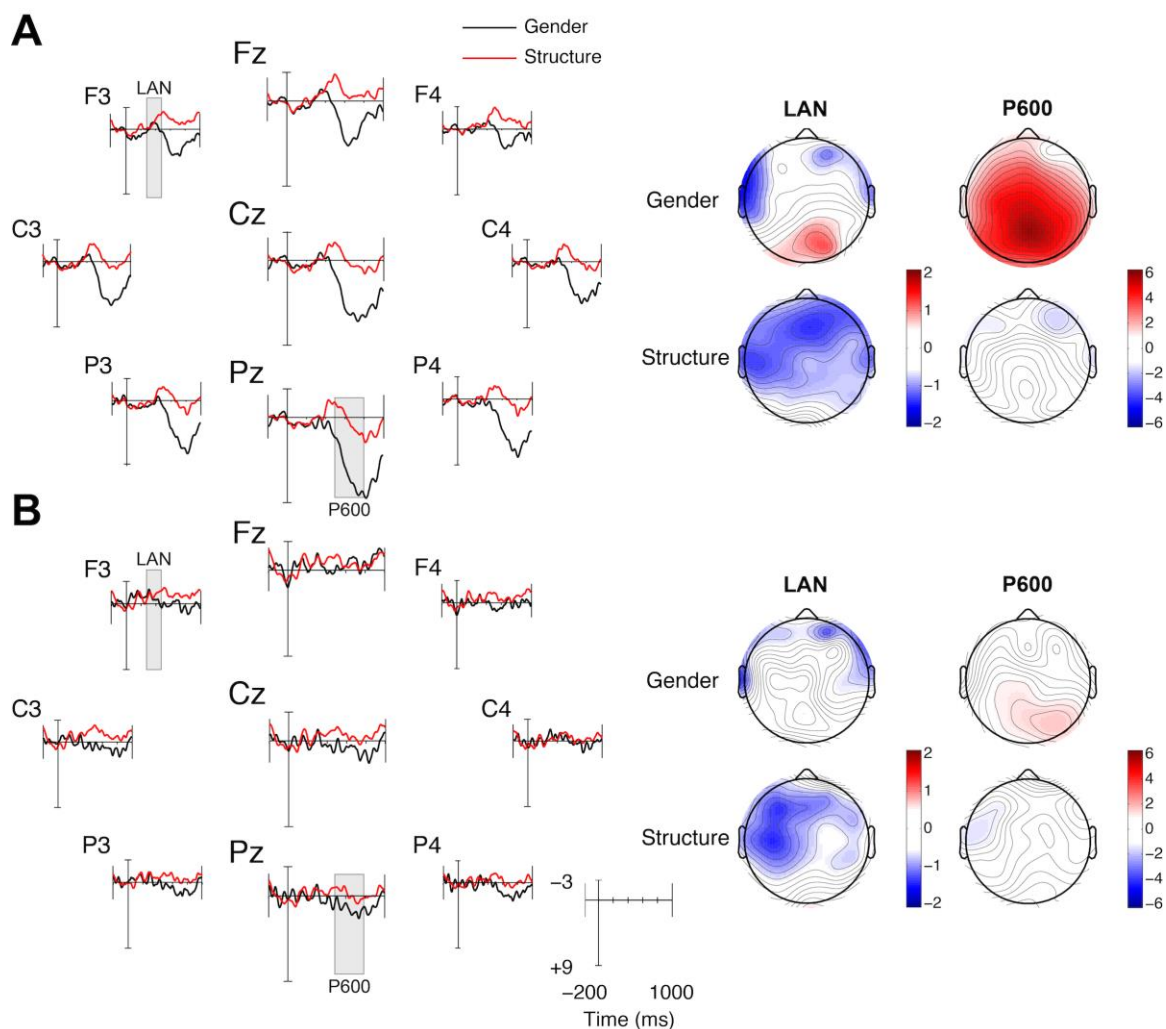 A
Gender
Structure
Fz
F3
LAN
F4
C3
Cz
C4
P3
Pz
P4
P600
LAN
P600
Gender
Structure
2
1
0
−1
−2
6
4
2
0
−2
−4
−6
B
Fz
F3
LAN
F4
C3
Cz
C4
P3
Pz
P4
P600
−3
+9
−200
1000
Time (ms)
LAN
P600
Gender
Structure
2
1
0
−1
−2
6
4
2
0
−2
−4
−6